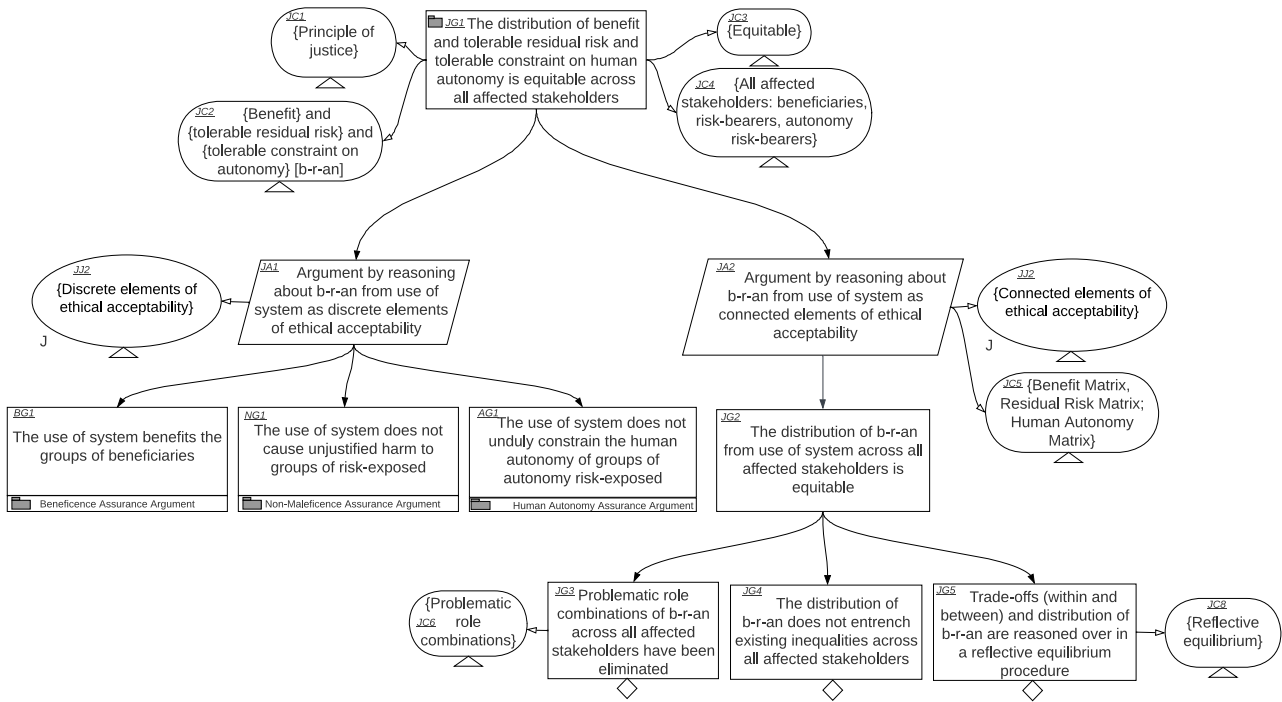 JC1
{Principle of
justice}
JG1 The distribution of benefit
and tolerable residual risk and
tolerable constraint on human
autonomy is equitable across
all affected stakeholders
JC3
{Equitable}
JC2 {Benefit} and
{tolerable residual risk} and
{tolerable constraint on
autonomy} [b-r-an]
JC4 {All affected
stakeholders: beneficiaries,
risk-bearers, autonomy
risk-bearers}
JJ2
{Discrete elements of
ethical acceptability}
J
JA1 Argument by reasoning
about b-r-an from use of
system as discrete elements
of ethical acceptability
JA2 Argument by reasoning about
b-r-an from use of system as
connected elements of ethical
acceptability
JJ2
{Connected elements of
ethical acceptability}
J
JC5 {Benefit Matrix,
Residual Risk Matrix;
Human Autonomy
Matrix}
BG1
The use of system benefits the
groups of beneficiaries
Beneficence Assurance Argument
NG1
The use of system does not
cause unjustified harm to
groups of risk-exposed
Non-Maleficence Assurance Argument
AG1
The use of system does not
unduly constrain the human
autonomy of groups of
autonomy risk-exposed
Human Autonomy Assurance Argument
JG2
The distribution of b-r-an
from use of system across all
affected stakeholders is
equitable
{Problematic
JC6 role
combinations}
JG3 Problematic role
combinations of b-r-an
across all affected
stakeholders have been
eliminated
JG4
The distribution of
b-r-an does not entrench
existing inequalities across
all affected stakeholders
JG5 Trade-offs (within and
between) and distribution of
b-r-an are reasoned over in
a reflective equilibrium
procedure
JC8
{Reflective
equilibrium}